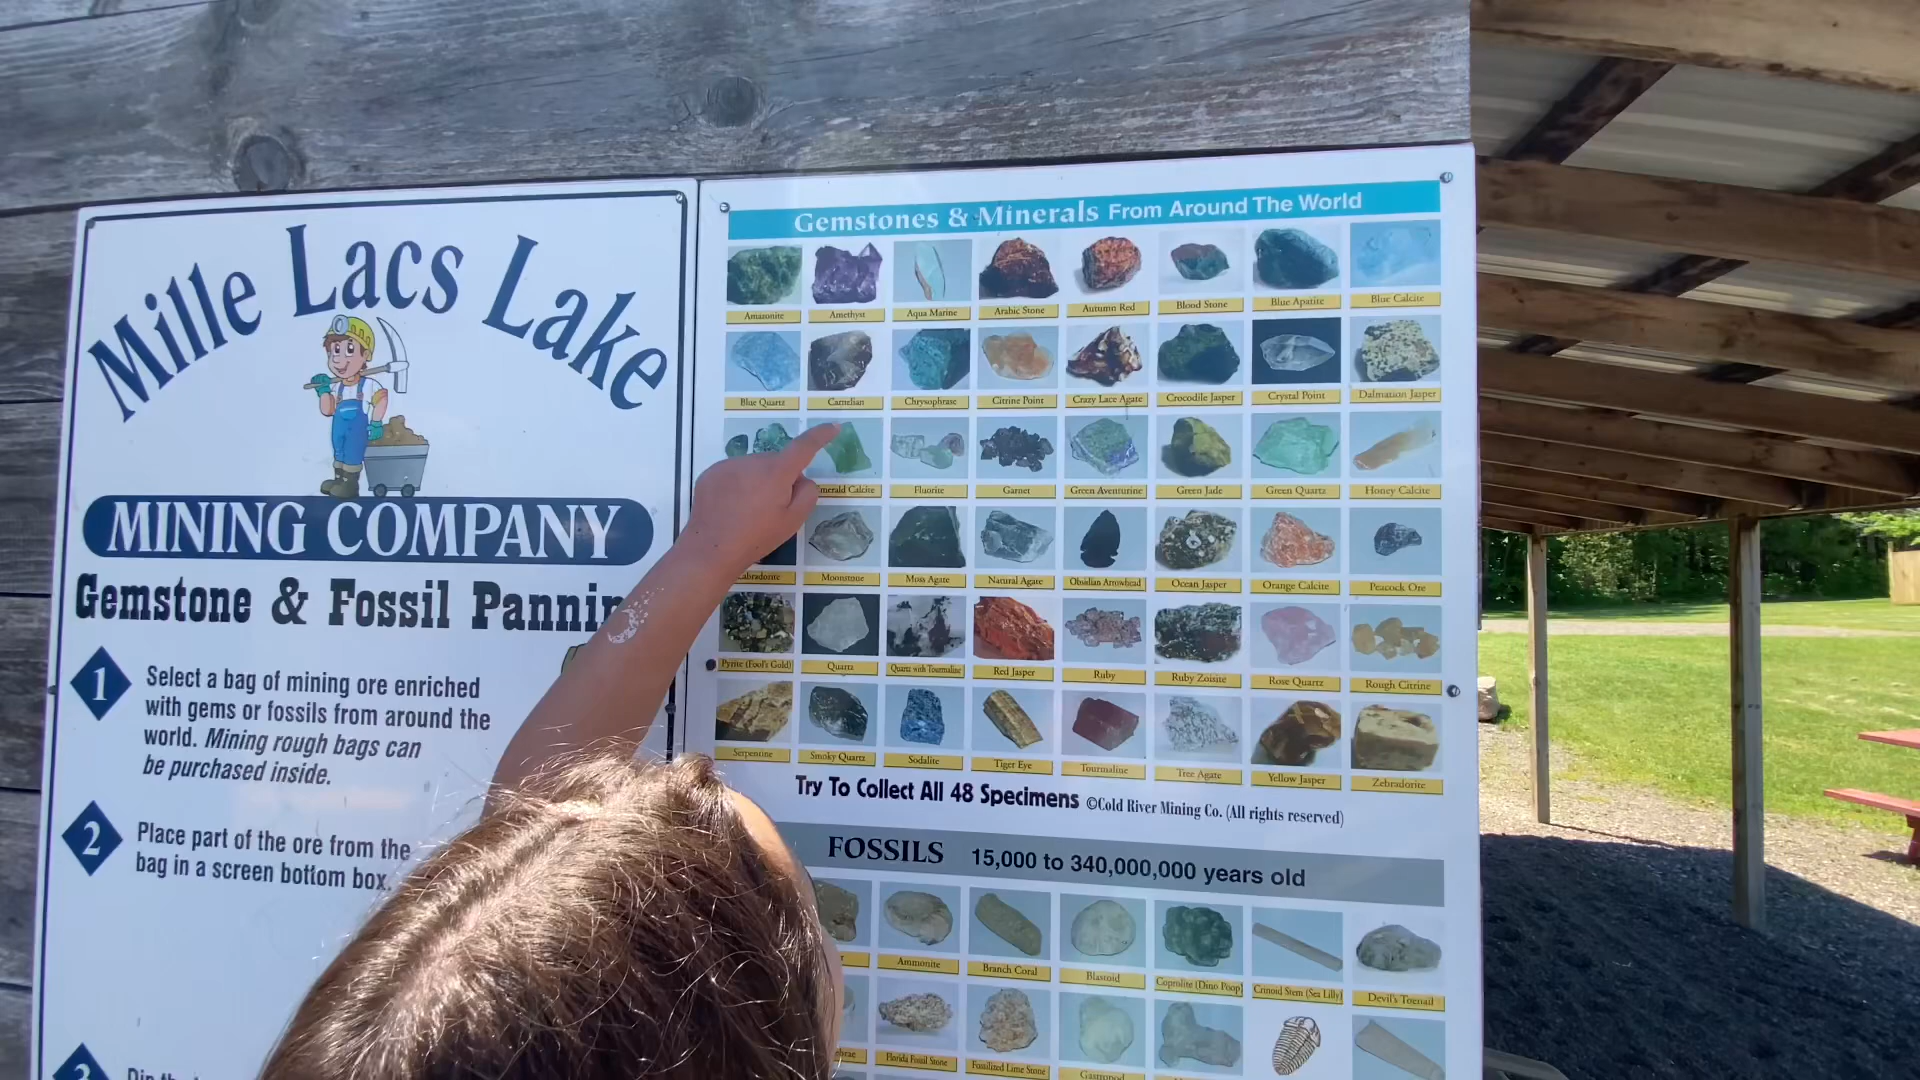 Mille Lacs Lake
MINING COMPANY
Gemstone & Fossil
1
Select a bag of mining ore enriched
with gems or fossils from around the
world. Mining rough bags can
be purchased inside.
2
Place part of the ore from the
bag in a screen bottom box.
3
Gemstones & Minerals From Around The World
Amazonite Amethyst Aqua Marine Arabic Stone Autumn Red Blood Stone Blue Apatite Blue Calcite
Blue Quartz Carnelian Chrysophrase Citrine Point Crazy Lace Agate Crocodile Jasper Crystal Point Dalmation Jasper
Calcite Fluorite Garnet Green Aventurine Green Jade Green Quartz Honey Calcite
Moonstone Moss Agate Natural Agate Obsidian Arrowhead Ocean Jasper Orange Calcite Peacock Ore
Pyrite (Fool's Gold) Quartz Quartz with Tourmaline Red Jasper Ruby Ruby Zoisite Rose Quartz Rough Citrine
Serpentine Smoky Quartz Sodalite Tiger Eye Tourmaline Tree Agate Yellow Jasper Zebradorite
Try To Collect All 48 Specimens ©Cold River Mining Co. (All rights reserved)
FOSSILS 15,000 to 340,000,000 years old
Ammonite Branch Coral Blastoid Coprolite (Dino Poop) Crinoid Stem (Sea Lilly) Devil's Toenail
Florida Fossil Stone Fossilized Lime Stone Gastropod